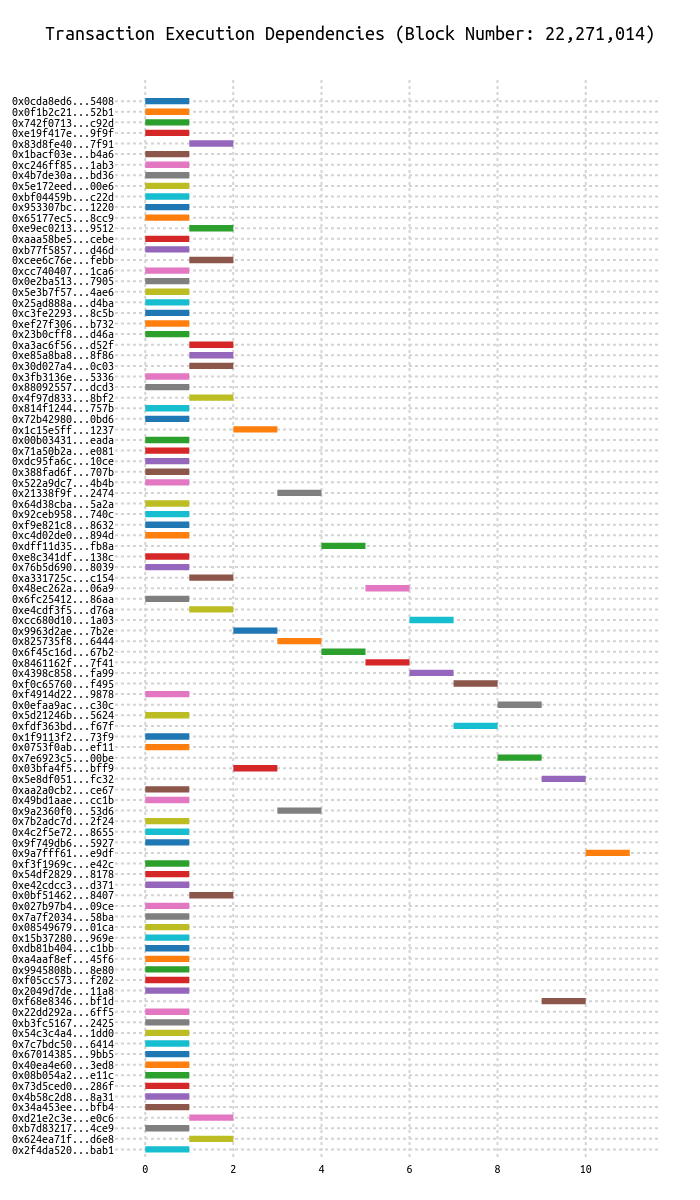 Transaction Execution Dependencies (Block Number: 22,271,014)
0x0cda8ed6...5408
0x0f1b2c21...52b1
0x742f0713...c92d
0xe19f417e...9f9f
0x83d8fe40...7f91
0x1bacf03e...b4a6
0xc246ff85...1ab3
0x4b7de30a...bd36
0x5e172eed...00e6
0xbf04459b...c22d
0x953307bc...1220
0x65177ec5...8cc9
0xe9ec0213...9512
0xaaa58be5...cebe
0xb77f5857...d46d
0xcee6c76e...febb
0xcc740407...1ca6
0x0e2ba513...7905
0x5e3b7f57...4ae6
0x25ad888a...d4ba
0xc3fe2293...8c5b
0xef27f306...b732
0x23b0cff8...d46a
0xa3ac6f56...d52f
0xe85a8ba8...8f86
0x30d027a4...0c03
0x3fb3136e...5336
0x88092557...dcd3
0x4f97d833...8bf2
0x814f1244...757b
0x72b42980...0bd6
0x1c15e5ff...1237
0x00b03431...eada
0x71a50b2a...e081
0xdc95fa6c...10ce
0x388fad6f...707b
0x522a9dc7...4b4b
0x21338f9f...2474
0x64d38cba...5a2a
0x92ceb958...740c
0xf9e821c8...8632
0xc4d02de0...894d
0xdff11d35...fb8a
0xe8c341df...138c
0x76b5d690...8039
0xa331725c...c154
0x48ec262a...06a9
0x6fc25412...86aa
0xe4cdf3f5...d76a
0xcc680d10...1a03
0x9963d2ae...7b2e
0x825735f8...6444
0x6f45c16d...67b2
0x8461162f...7f41
0x4398c858...fa99
0xf0c65760...f495
0xf4914d22...9878
0x0efaa9ac...c30c
0x5d21246b...5624
0xfdf363bd...f67f
0x1f9113f2...73f9
0x0753f0ab...ef11
0x7e6923c5...00be
0x03bfa4f5...bff9
0x5e8df051...fc32
0xaa2a0cb2...ce67
0x49bd1aae...cc1b
0x9a2360f0...53d6
0x7b2adc7d...2f24
0x4c2f5e72...8655
0x9f749db6...5927
0x9a7fff61...e9df
0xf3f1969c...e42c
0x54df2829...8178
0xe42cdcc3...d371
0x0bf51462...8407
0x027b97b4...09ce
0x7a7f2034...58ba
0x08549679...01ca
0x15b37280...969e
0xdb81b404...c1bb
0xa4aaf8ef...45f6
0x9945808b...8e80
0xf05cc573...f202
0x2049d7de...11a8
0xf68e8346...bf1d
0x22dd292a...6ff5
0xb3fc5167...2425
0x54c3c4a4...1dd0
0x7c7bdc50...6414
0x67014385...9bb5
0x40ea4e60...3ed8
0x08b054a2...e11c
0x73d5ced0...286f
0x4b58c2d8...8a31
0x34a453ee...bfb4
0xd21e2c3e...e0c6
0xb7d83217...4ce9
0x624ea71f...d6e8
0x2f4da520...bab1
0 2 4 6 8 10